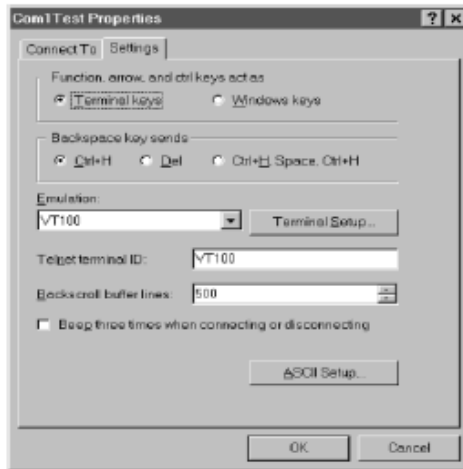 Com1Test Properties
Connect To Settings
Function, arrow, and ctrl keys act as
Terminal keys Windows keys
Backspace key sends
Ctrl+H Del Ctrl+H, Space, Ctrl+H
Emulation:
VT100 Terminal Setup...
Telnet terminal ID: VT100
Backscroll buffer lines: 500
Beep three times when connecting or disconnecting
ASCII Setup...
OK Cancel